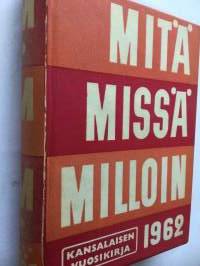 MITÄ
MISSÄ
MILLOIN
KANSALAISEN
VUOSIKIRJA
1962
M
M
M